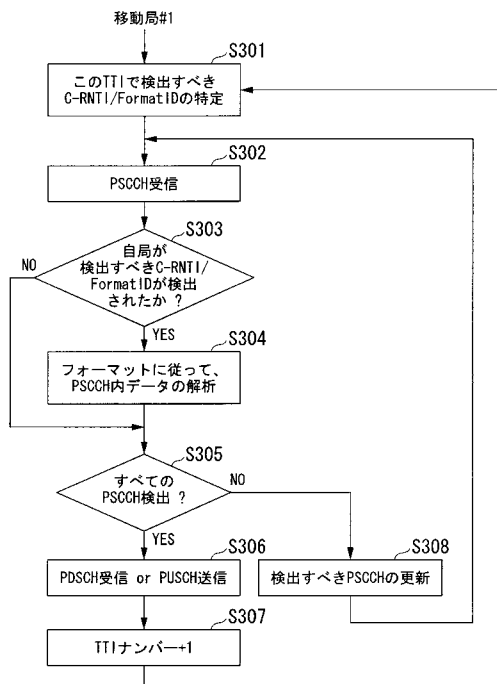 移動局#1
S301
このTTIで検出すべき
C-RNTI/FormatIDの特定
S302
PSCCH受信
S303
自局が
検出すべきC-RNTI/
FormatIDが検出
されたか ?
NO
YES
S304
フォーマットに従って、
PSCCH内データの解析
S305
すべての
PSCCH検出 ?
NO
YES
S306
PDSCH受信 or PUSCH送信
S308
検出すべきPSCCHの更新
S307
TTIナンバー+1